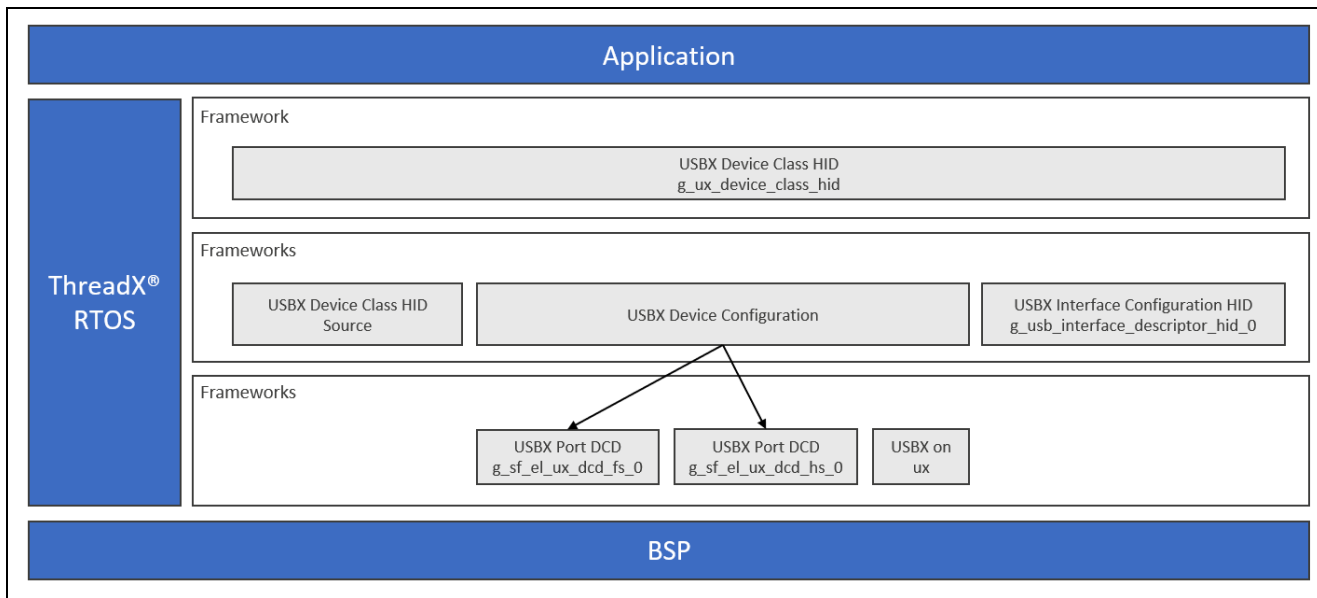 Application
ThreadX®
RTOS
Framework
USBX Device Class HID
g_ux_device_class_hid
Frameworks
USBX Device Class HID
Source
USBX Device Configuration
USBX Interface Configuration HID
g_usb_interface_descriptor_hid_0
Frameworks
USBX Port DCD
g_sf_el_ux_dcd_fs_0
USBX Port DCD
g_sf_el_ux_dcd_hs_0
USBX on
ux
BSP